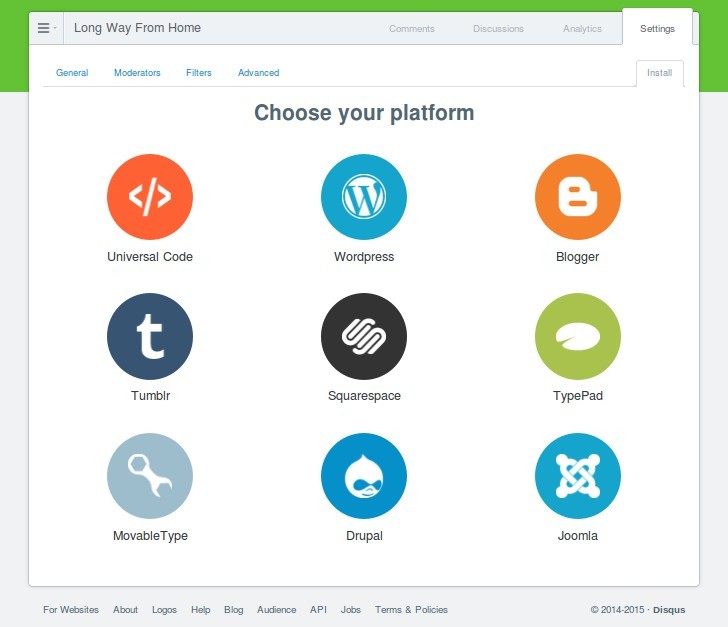 Long Way From Home Comments Discussions Analytics Settings
General Moderators Filters Advanced Install
Choose your platform
Universal Code Wordpress Blogger
Tumblr Squarespace TypePad
MovableType Drupal Joomla
For Websites About Logos Help Blog Audience API Jobs Terms & Policies © 2014-2015 · Disqus